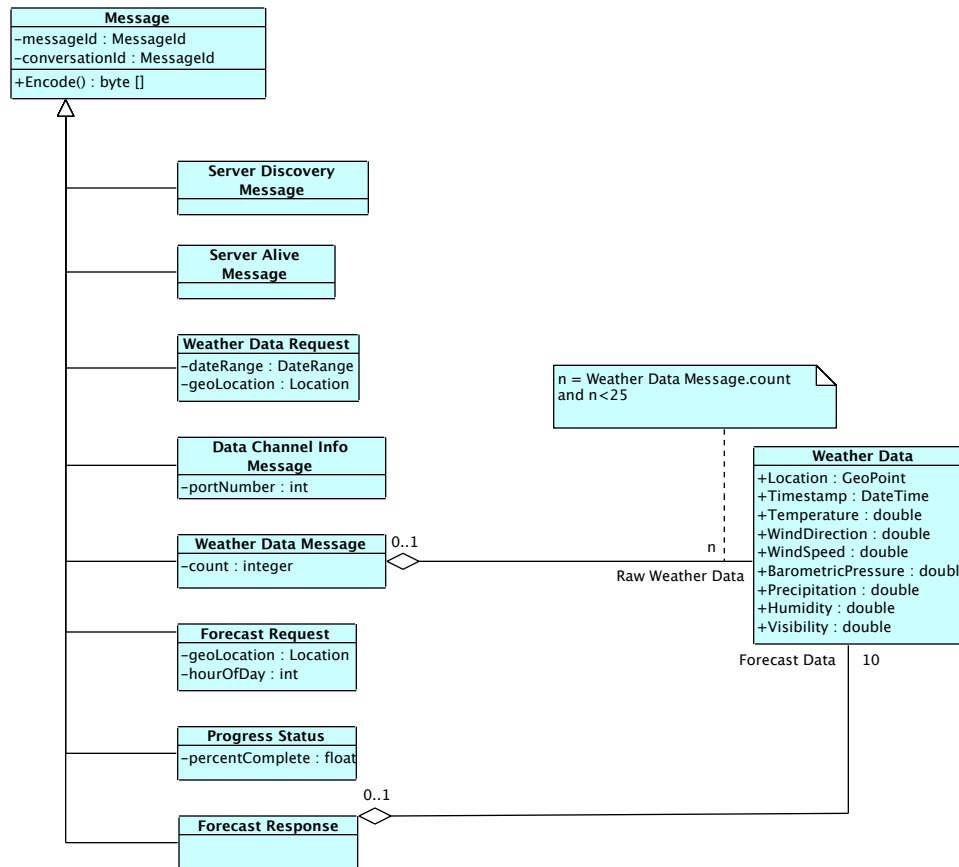 Message
-messageId : MessageId
-conversationId : MessageId
+Encode() : byte []
Server Discovery
Message
Server Alive
Message
Weather Data Request
-dateRange : DateRange
-geoLocation : Location
n = Weather Data Message.count
and n<25
Data Channel Info
Message
-portNumber : int
Weather Data
+Location : GeoPoint
+Timestamp : DateTime
+Temperature : double
+WindDirection : double
+WindSpeed : double
+BarometricPressure : doubl
+Precipitation : double
+Humidity : double
+Visibility : double
Weather Data Message
-count : integer
0..1
n
Raw Weather Data
Forecast Request
-geoLocation : Location
-hourOfDay : int
Forecast Data
10
Progress Status
-percentComplete : float
0..1
Forecast Response